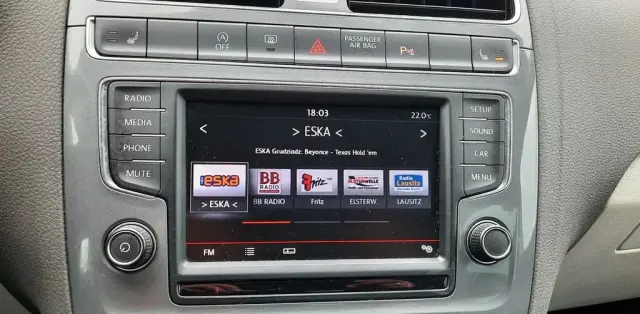 A OFF
PASSENGER
AIR BAG
P
RADIO
MEDIA
PHONE
MUTE
SETUP
SOUND
CAR
MENU
18:03
22.0°C
< > ESKA < >
ESKA Grudziadz: Beyonce - Texas Hold 'em
eska
BB
RADIO
Fritz
ELSTERWELLE
Radio
Lausitz
> ESKA <
BB RADIO
Fritz
ELSTERW.
LAUSITZ
FM